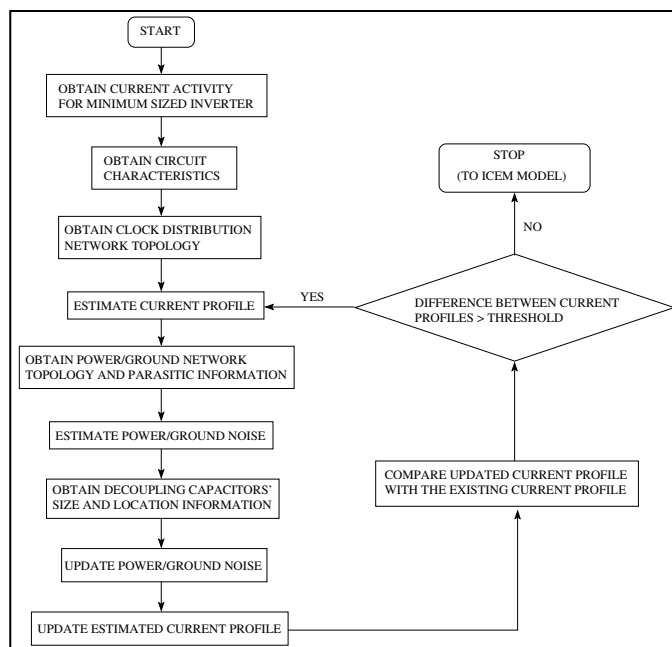 START
OBTAIN CURRENT ACTIVITY
FOR MINIMUM SIZED INVERTER
OBTAIN CIRCUIT
CHARACTERISTICS
OBTAIN CLOCK DISTRIBUTION
NETWORK TOPOLOGY
ESTIMATE CURRENT PROFILE
OBTAIN POWER/GROUND NETWORK
TOPOLOGY AND PARASITIC INFORMATION
ESTIMATE POWER/GROUND NOISE
OBTAIN DECOUPLING CAPACITORS'
SIZE AND LOCATION INFORMATION
UPDATE POWER/GROUND NOISE
UPDATE ESTIMATED CURRENT PROFILE
COMPARE UPDATED CURRENT PROFILE
WITH THE EXISTING CURRENT PROFILE
DIFFERENCE BETWEEN CURRENT
PROFILES > THRESHOLD
YES
NO
STOP
(TO ICEM MODEL)